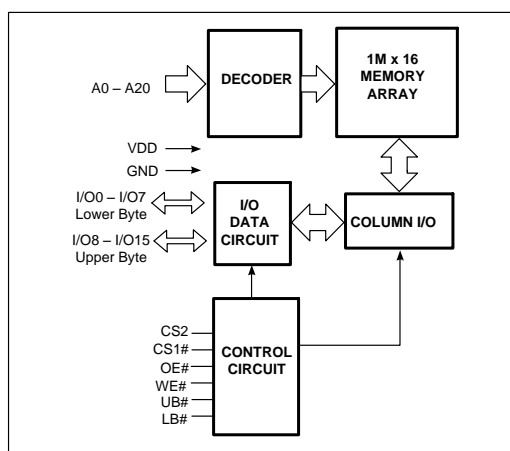 A0 – A20
DECODER
1M x 16
MEMORY
ARRAY
VDD
GND
I/O0 – I/O7
Lower Byte
I/O8 – I/O15
Upper Byte
I/O
DATA
CIRCUIT
COLUMN I/O
CS2
CS1#
OE#
WE#
UB#
LB#
CONTROL
CIRCUIT